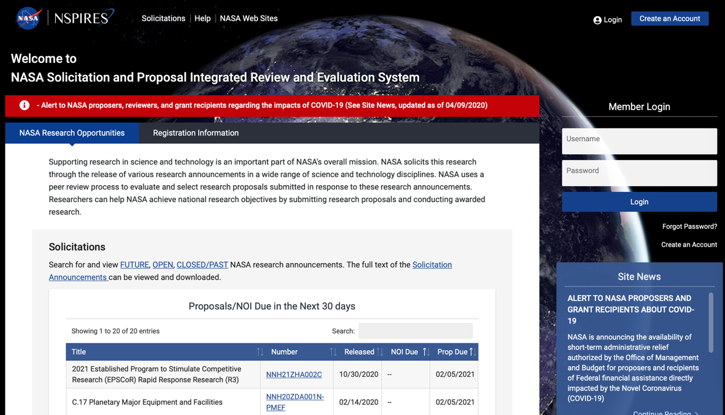 NASA NSPIRES Solicitations Help NASA Web Sites Login Create an Account
Welcome to
NASA Solicitation and Proposal Integrated Review and Evaluation System
- Alert to NASA proposers, reviewers, and grant recipients regarding the impacts of COVID-19 (See Site News, updated as of 04/09/2020)
NASA Research Opportunities Registration Information
Supporting research in science and technology is an important part of NASA's overall mission. NASA solicits this research
through the release of various research announcements in a wide range of science and technology disciplines. NASA uses a
peer review process to evaluate and select research proposals submitted in response to these research announcements.
Researchers can help NASA achieve national research objectives by submitting research proposals and conducting awarded
research.
Solicitations
Search for and view FUTURE, OPEN, CLOSED/PAST NASA research announcements. The full text of the Solicitation
Announcements can be viewed and downloaded.
Proposals/NOI Due in the Next 30 days
Showing 1 to 20 of 20 entries Search:
Title Number Released NOI Due Prop Due
2021 Established Program to Stimulate Competitive
Research (EPSCoR) Rapid Response Research (R3) NNH21ZHA002C 10/30/2020 -- 02/05/2021
C.17 Planetary Major Equipment and Facilities NNH20ZDA001N-
PMEF 02/14/2020 -- 02/05/2021
Member Login
Username
Password
Login
Forgot Password?
Create an Account
Site News
ALERT TO NASA PROPOSERS AND
GRANT RECIPIENTS ABOUT COVID-
19
NASA is announcing the availability of
short-term administrative relief
authorized by the Office of Management
and Budget for proposers and recipients
of Federal financial assistance directly
impacted by the Novel Coronavirus
(COVID-19)
Continue Reading >